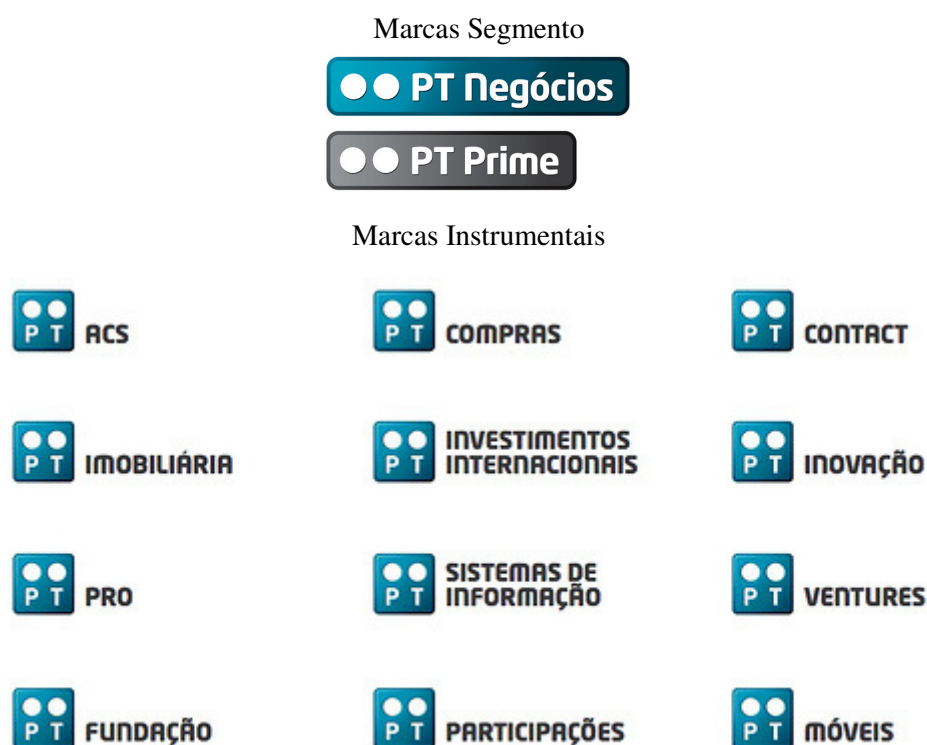 Marcas Segmento
PT Negócios
PT Prime
Marcas Instrumentais
PT ACS
PT COMPRAS
PT CONTACT
PT IMOBILIÁRIA
PT INVESTIMENTOS
INTERNACIONAIS
PT INOVAÇÃO
PT PRO
PT SISTEMAS DE
INFORMAÇÃO
PT VENTURES
PT FUNDAÇÃO
PT PARTICIPAÇÕES
PT MÓVEIS